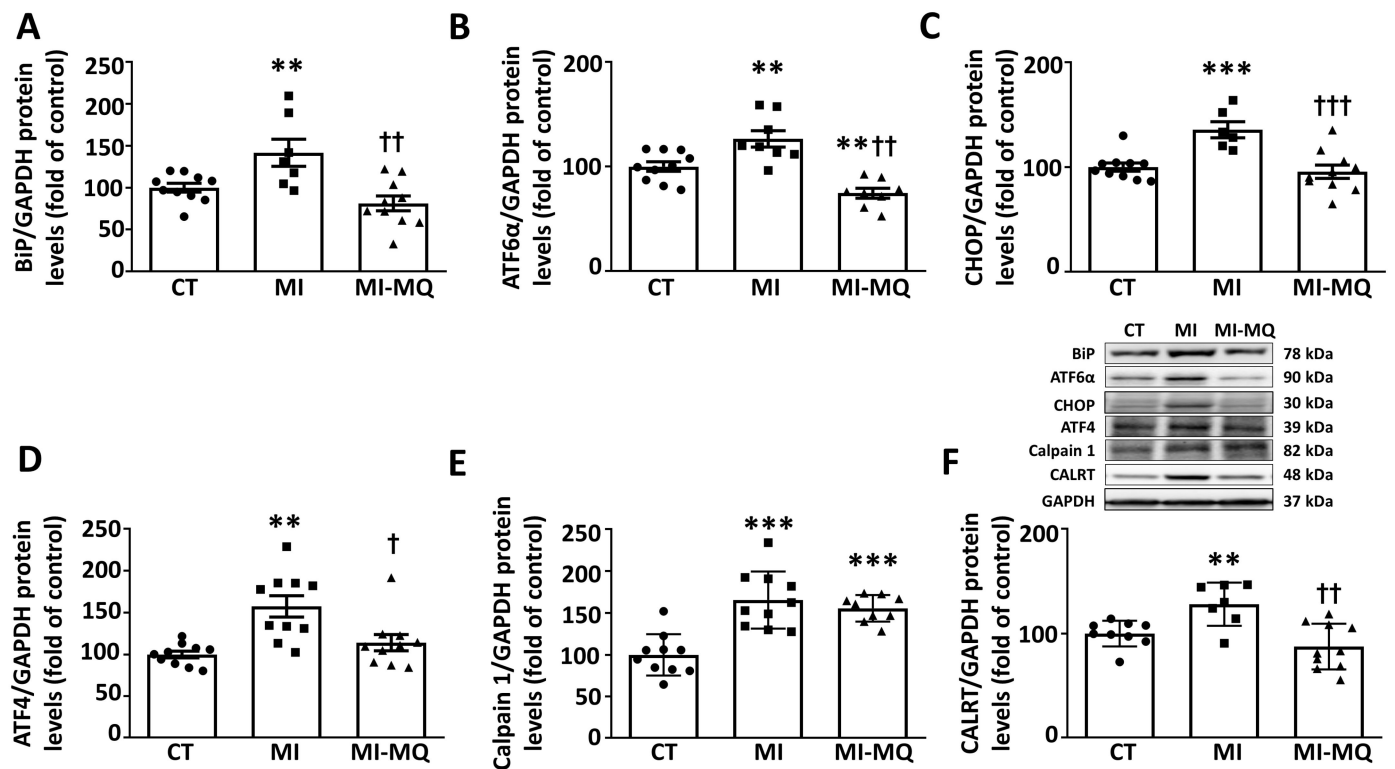 A
BiP/GAPDH protein
levels (fold of control)
250
200
150
100
50
0
**
††
CT MI MI-MQ
B
ATF6α/GAPDH protein
levels (fold of control)
200
100
0
**
**††
CT MI MI-MQ
C
CHOP/GAPDH protein
levels (fold of control)
200
100
0
***
†††
CT MI MI-MQ
CT MI MI-MQ
BiP 78 kDa
ATF6α 90 kDa
CHOP 30 kDa
ATF4 39 kDa
Calpain 1 82 kDa
CALRT 48 kDa
GAPDH 37 kDa
D
ATF4/GAPDH protein
levels (fold of control)
250
200
150
100
50
0
**
†
CT MI MI-MQ
E
Calpain 1/GAPDH protein
levels (fold of control)
250
200
150
100
50
0
***
***
CT MI MI-MQ
F
CALRT/GAPDH protein
levels (fold of control)
200
100
0
**
††
CT MI MI-MQ